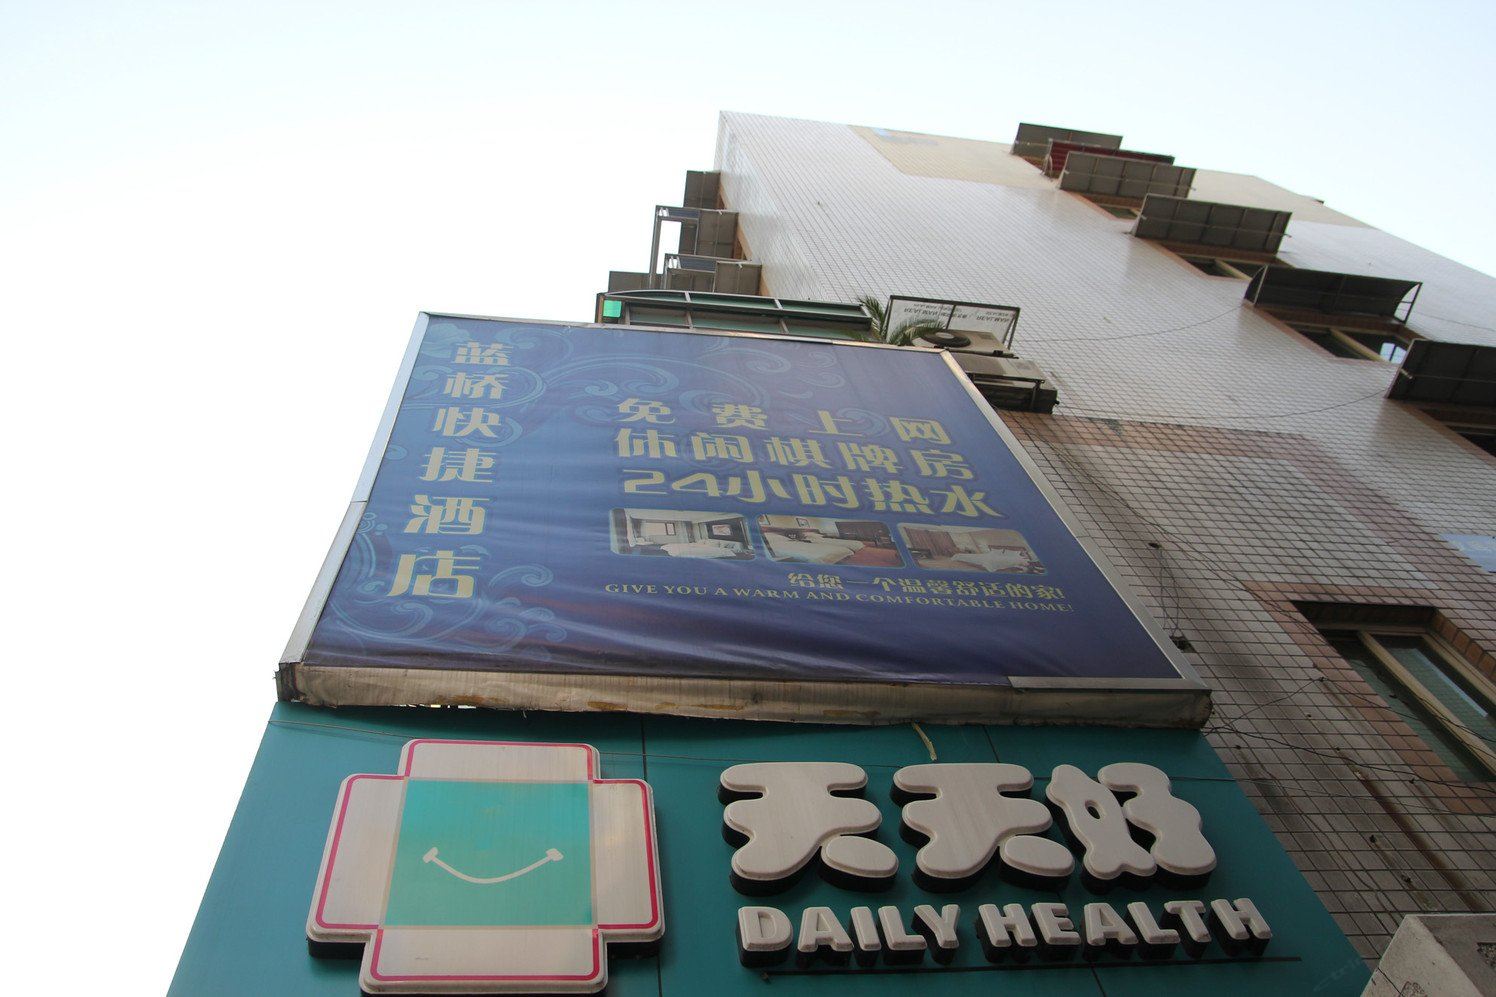 蓝桥快捷酒店
免费上网
休闲棋牌房
24小时热水
给您一个温馨舒适的家!
GIVE YOU A WARM AND COMFORTABLE HOME!
天天好
DAILY HEALTH